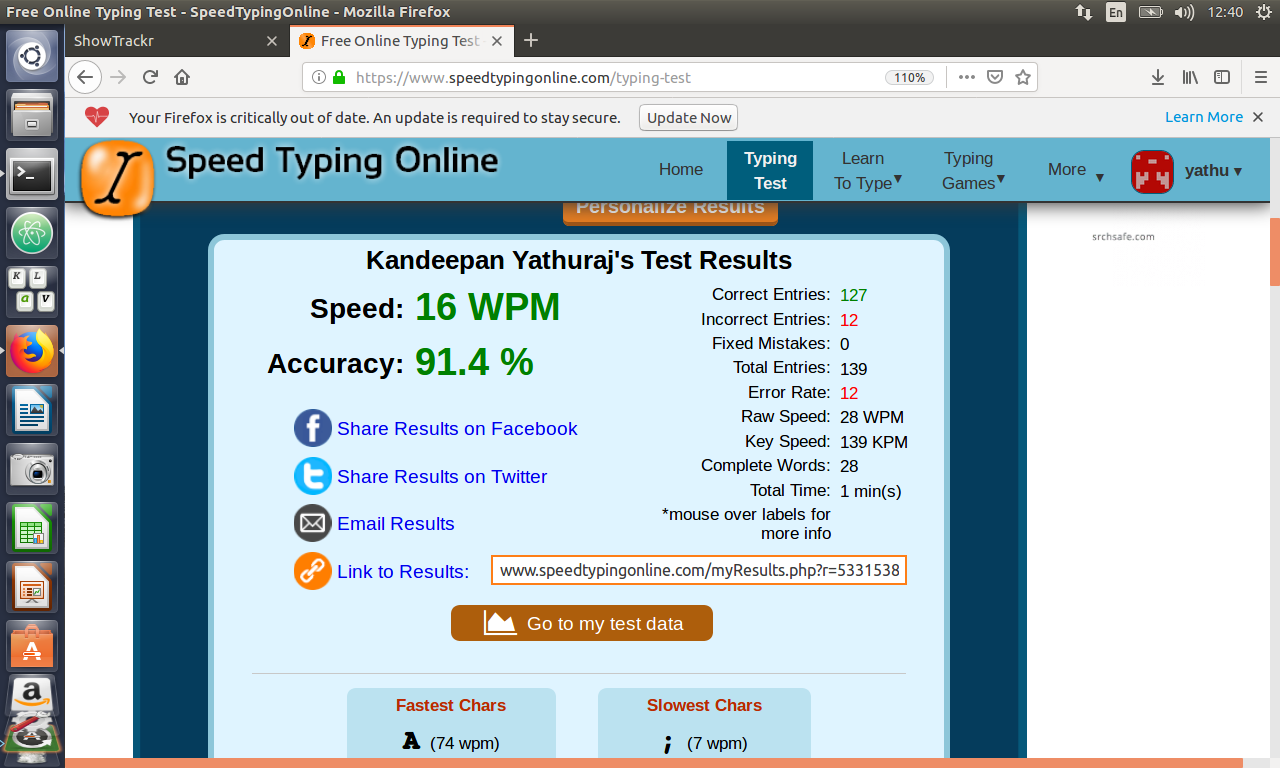 Free Online Typing Test - SpeedTypingOnline - Mozilla Firefox
En
12:40
ShowTrackr
Free Online Typing Test
https://www.speedtypingonline.com/typing-test
110%
Your Firefox is critically out of date. An update is required to stay secure.
Update Now
Learn More
Speed Typing Online
Home
Typing Test
Learn To Type
Typing Games
More
yathu
Personalize Results
srchsafe.com
Kandeepan Yathuraj's Test Results
Speed: 16 WPM
Accuracy: 91.4 %
Correct Entries: 127
Incorrect Entries: 12
Fixed Mistakes: 0
Total Entries: 139
Error Rate: 12
Raw Speed: 28 WPM
Key Speed: 139 KPM
Complete Words: 28
Total Time: 1 min(s)
*mouse over labels for
more info
Share Results on Facebook
Share Results on Twitter
Email Results
Link to Results: www.speedtypingonline.com/myResults.php?r=5331538
Go to my test data
Fastest Chars
A (74 wpm)
Slowest Chars
; (7 wpm)
K L
a v